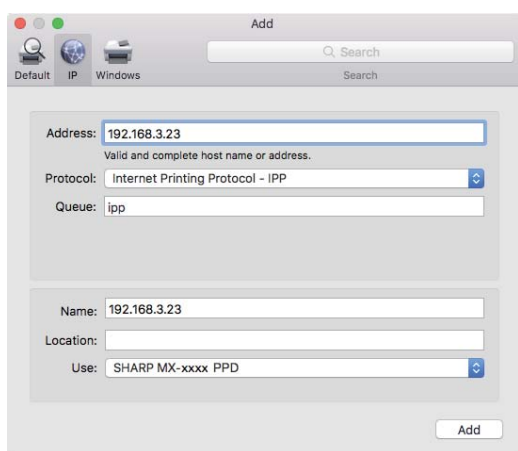 Add
Search
Default IP Windows Search
Address: 192.168.3.23
Valid and complete host name or address.
Protocol: Internet Printing Protocol - IPP
Queue: ipp
Name: 192.168.3.23
Location:
Use: SHARP MX-xxxx PPD
Add